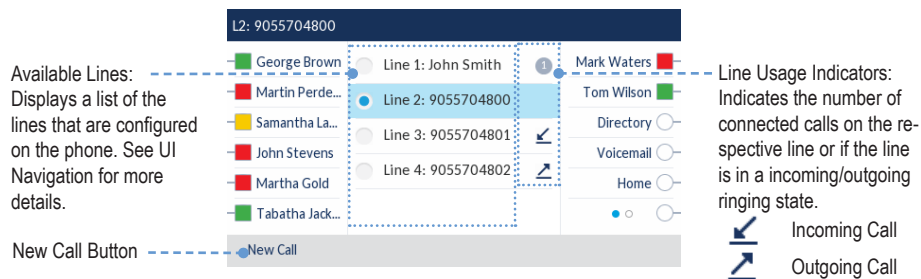 L2: 9055704800
Available Lines:
Displays a list of the
lines that are configured
on the phone. See UI
Navigation for more
details.
New Call Button
George Brown
Martin Perde...
Samantha La...
John Stevens
Martha Gold
Tabatha Jack...
Line 1: John Smith 1
Line 2: 9055704800
Line 3: 9055704801
Line 4: 9055704802
Mark Waters
Tom Wilson
Directory
Voicemail
Home
New Call
Line Usage Indicators:
Indicates the number of
connected calls on the re-
spective line or if the line
is in a incoming/outgoing
ringing state.
Incoming Call
Outgoing Call